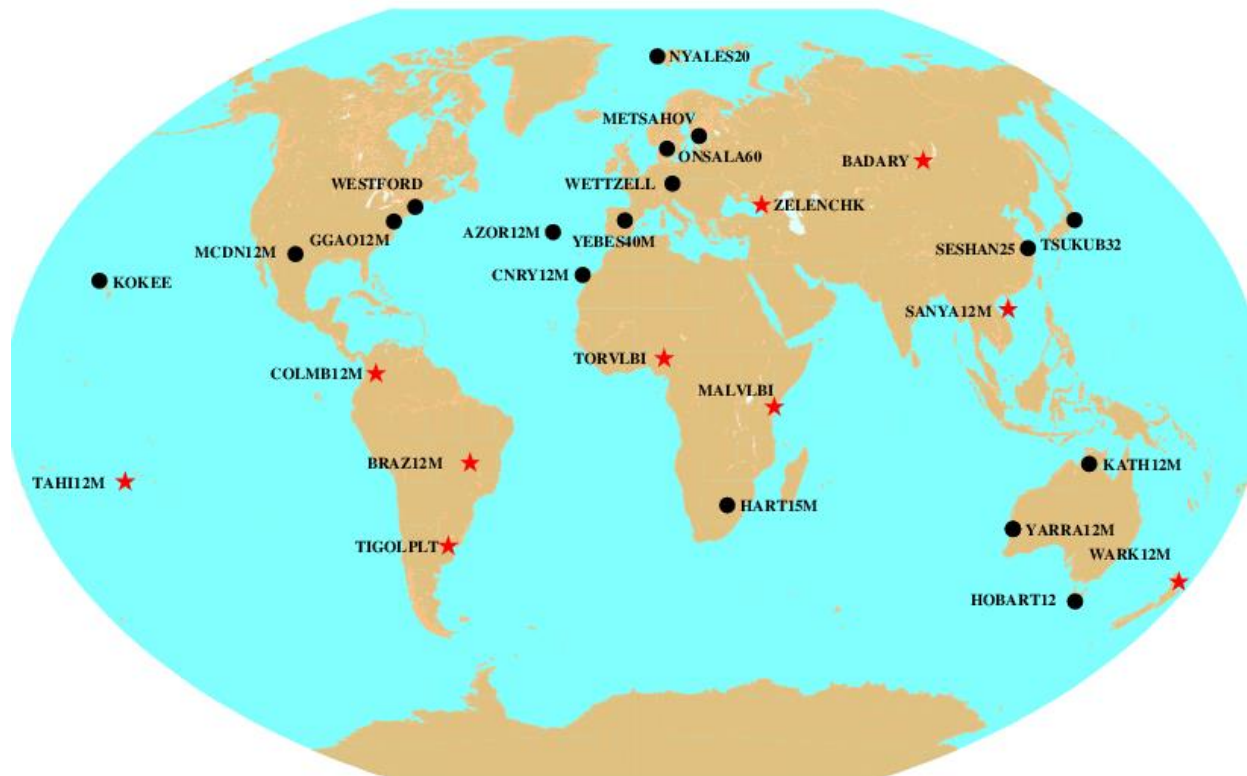 NYALES20
METSAHOV
ONSALA60
BADARY
WESTFORD
WETTZELL
ZELENCHK
GGAO12M
AZOR12M
YEBES40M
MCDN12M
SESHAN25
TSUKUB32
KOKEE
CNRY12M
SANYA12M
TORVLBI
COLMB12M
MALVLBI
BRAZ12M
KATH12M
TAHI12M
HART15M
YARRA12M
TIGOLPLT
WARK12M
HOBART12